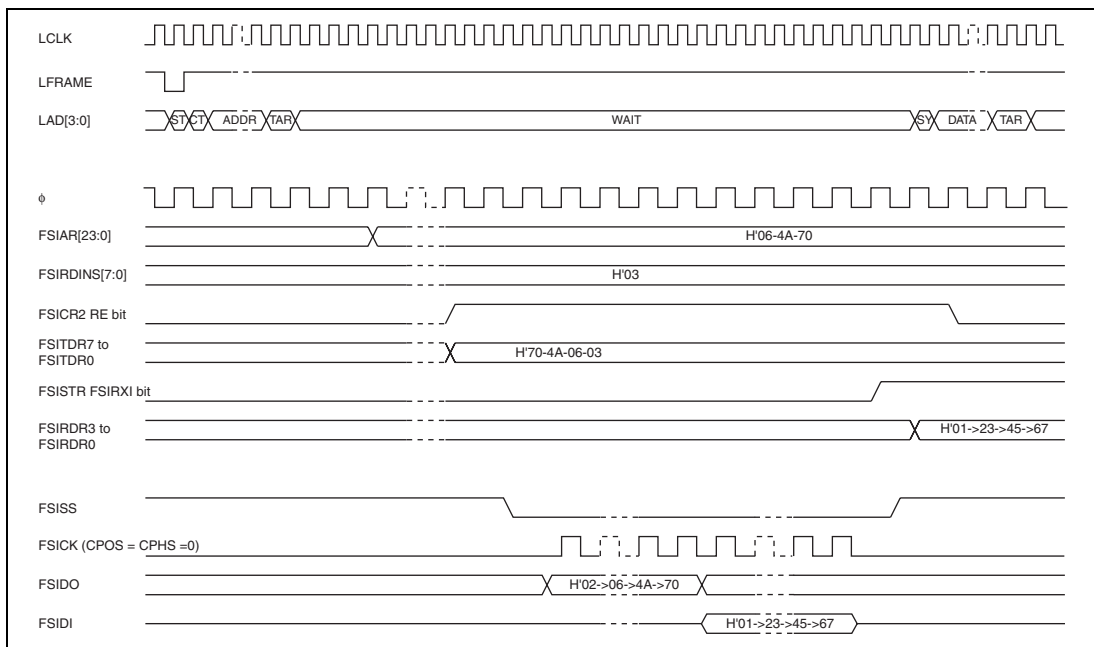 LCLK
LFRAME
LAD[3:0] ST CT ADDR TAR WAIT SY DATA TAR
ϕ
FSIAR[23:0] H'06-4A-70
FSIRDINS[7:0] H'03
FSICR2 RE bit
FSITDR7 to
FSITDR0
H'70-4A-06-03
FSISTR FSIRXI bit
FSIRDR3 to
FSIRDR0
H'01->23->45->67
FSISS
FSICK (CPOS = CPHS =0)
FSIDO H'02->06->4A->70
FSIDI H'01->23->45->67